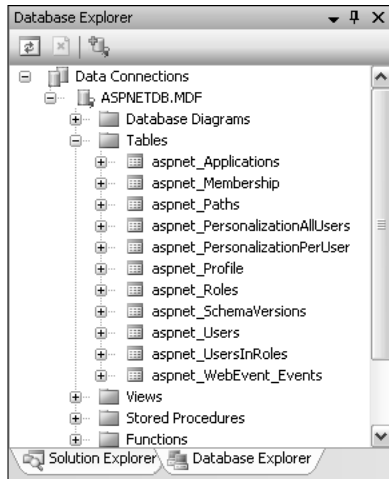 Database Explorer
Data Connections
ASPNETDB.MDF
Database Diagrams
Tables
aspnet_Applications
aspnet_Membership
aspnet_Paths
aspnet_PersonalizationAllUsers
aspnet_PersonalizationPerUser
aspnet_Profile
aspnet_Roles
aspnet_SchemaVersions
aspnet_Users
aspnet_UsersInRoles
aspnet_WebEvent_Events
Views
Stored Procedures
Functions
Solution Explorer Database Explorer